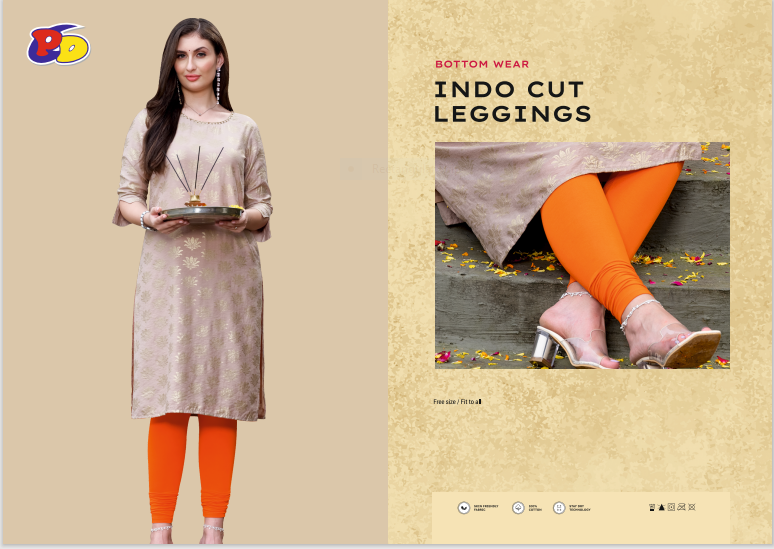 PD
BOTTOM WEAR
INDO CUT
LEGGINGS
Free size / Fit to all
SKIN FRIENDLY
FABRIC
100%
COTTON
STAY DRY
TECHNOLOGY